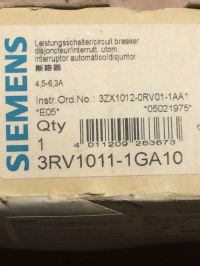 SIEMENS
Leistungsschalter/circuit breaker
disjoncteur/interrutt. utom
interruptor automático/disjuntor
4,5-6,3A
Instr.Ord.No.: 3ZX1012-0RV01-1AA1
*E05* *05021975*
Qty
1
4 011209 263673
3RV1011-1GA10